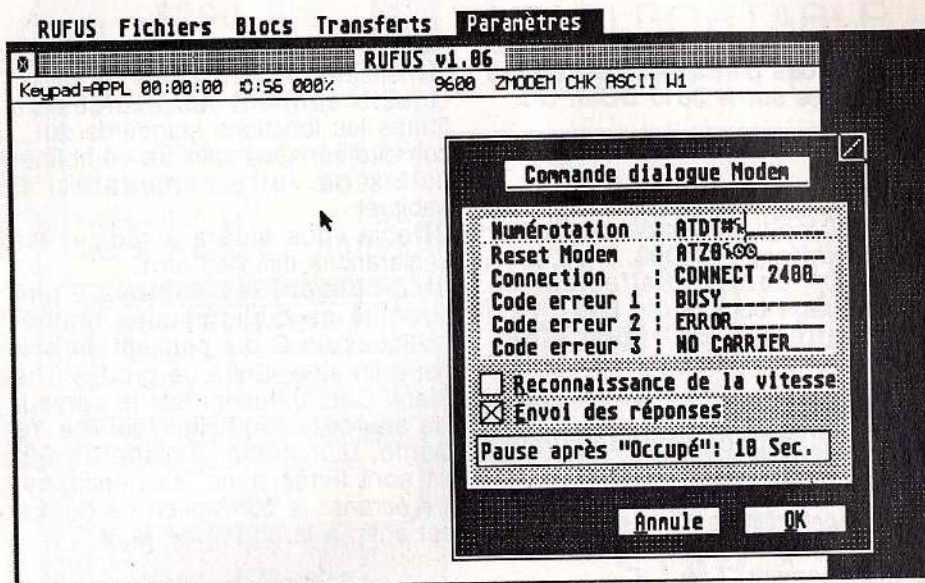 RUFUS Fichiers Blocs Transferts Paramètres
RUFUS v1.06
Keypad=APPL 00:00:00 0:56 000% 9600 ZMODEM CHK ASCII W1
Commande dialogue Modem
Numérotation : ATDT#%
Reset Modem : ATZ0%00
Connection : CONNECT 2400
Code erreur 1 : BUSY
Code erreur 2 : ERROR
Code erreur 3 : NO CARRIER
Reconnaissance de la vitesse
Envoi des réponses
Pause après "Occupé": 10 Sec.
Annule OK